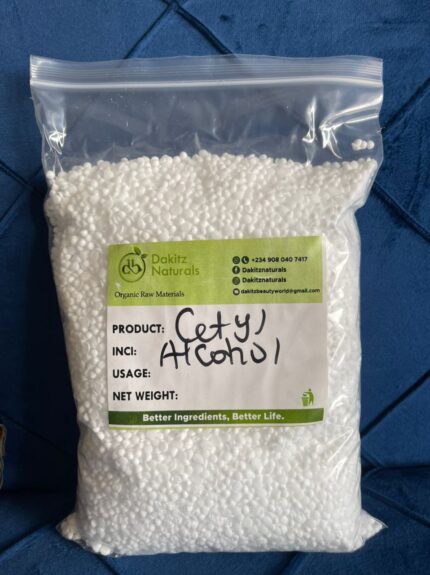 db
Dakitz
Naturals
Organic Raw Materials
+234 908 040 7417
Dakitznaturals
Dakitznaturals
dakitzbeautyworld@gmail.com
PRODUCT: Cetyl
INCI: Alcohol
USAGE:
NET WEIGHT:
Better Ingredients, Better Life.